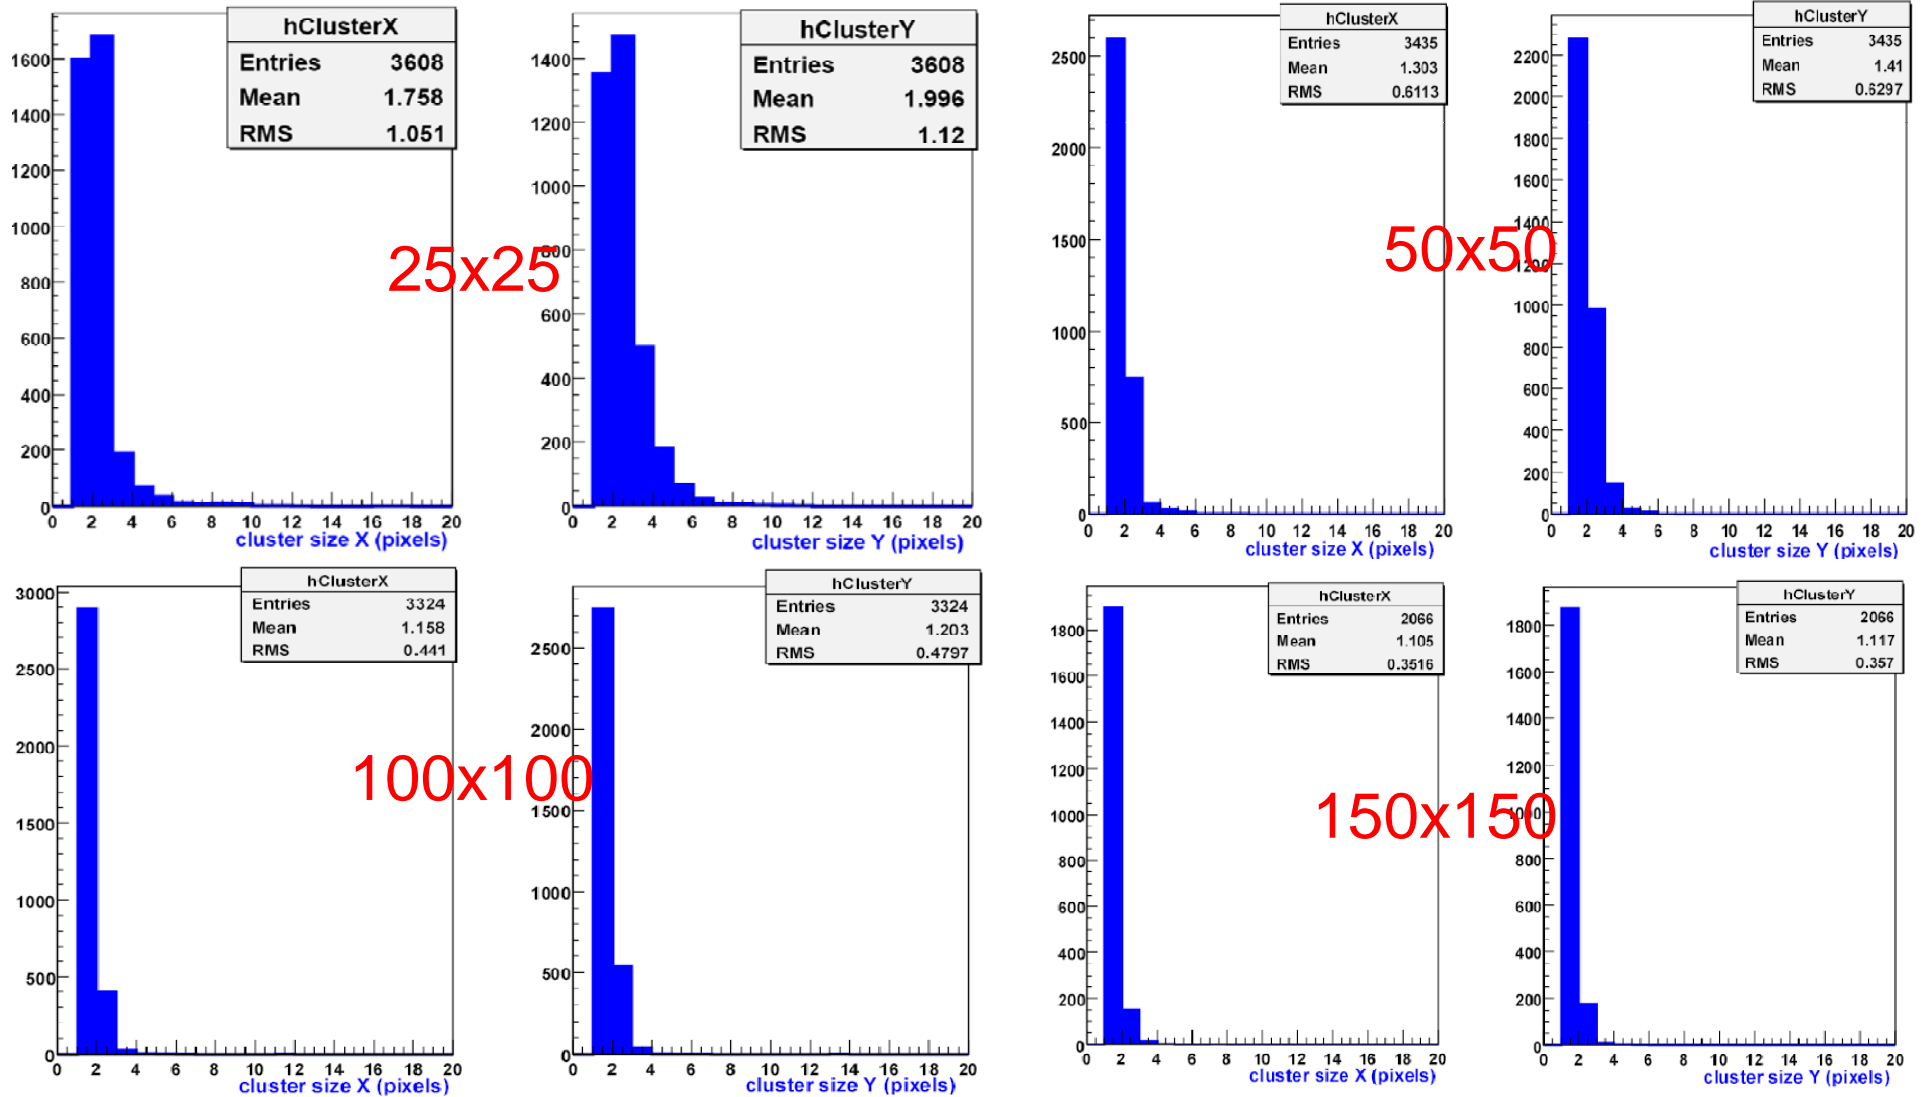 hClusterX
Entries 3608
Mean 1.758
RMS 1.051
1600
1400
1200
1000
800
600
400
200
0
2 4 6 8 10 12 14 16 18 20
cluster size X (pixels)
hClusterY
Entries 3608
Mean 1.996
RMS 1.12
1400
1200
1000
800
600
400
200
0
0 2 4 6 8 10 12 14 16 18 20
cluster size Y (pixels)
25x25
hClusterX
Entries 3435
Mean 1.303
RMS 0.6113
2500
2000
1500
1000
500
0
0 2 4 6 8 10 12 14 16 18 20
cluster size X (pixels)
hClusterY
Entries 3435
Mean 1.41
RMS 0.6297
2200
2000
1800
1600
1400
1200
1000
800
600
400
200
0
0 2 4 6 8 10 12 14 16 18 20
cluster size Y (pixels)
50x50
hClusterX
Entries 3324
Mean 1.158
RMS 0.441
3000
2500
2000
1500
1000
500
0
0 2 4 6 8 10 12 14 16 18 20
cluster size X (pixels)
hClusterY
Entries 3324
Mean 1.203
RMS 0.4797
2500
2000
1500
1000
500
0
0 2 4 6 8 10 12 14 16 18 20
cluster size Y (pixels)
100x100
hClusterX
Entries 2066
Mean 1.105
RMS 0.3516
1800
1600
1400
1200
1000
800
600
400
200
0
0 2 4 6 8 10 12 14 16 18 20
cluster size X (pixels)
hClusterY
Entries 2066
Mean 1.117
RMS 0.357
1800
1600
1400
1200
1000
800
600
400
200
0
0 2 4 6 8 10 12 14 16 18 20
cluster size Y (pixels)
150x150